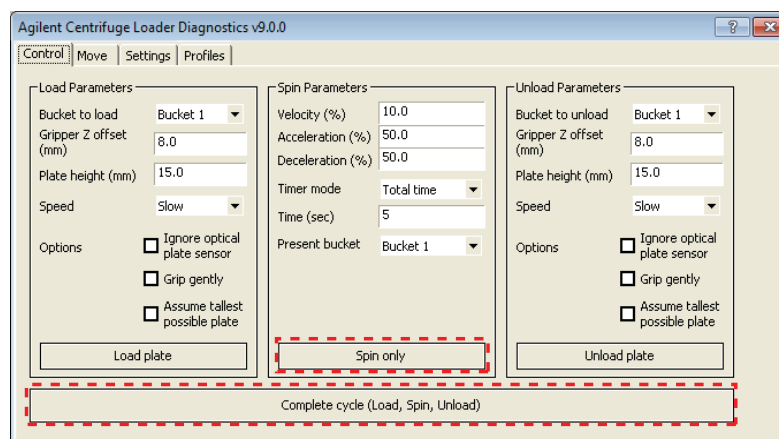 Agilent Centrifuge Loader Diagnostics v9.0.0
Control
Move
Settings
Profiles
Load Parameters
Bucket to load
Bucket 1
Gripper Z offset
(mm)
8.0
Plate height (mm)
15.0
Speed
Slow
Options
Ignore optical
plate sensor
Grip gently
Assume tallest
possible plate
Load plate
Spin Parameters
Velocity (%)
10.0
Acceleration (%)
50.0
Deceleration (%)
50.0
Timer mode
Total time
Time (sec)
5
Present bucket
Bucket 1
Spin only
Unload Parameters
Bucket to unload
Bucket 1
Gripper Z offset
(mm)
8.0
Plate height (mm)
15.0
Speed
Slow
Options
Ignore optical
plate sensor
Grip gently
Assume tallest
possible plate
Unload plate
Complete cycle (Load, Spin, Unload)